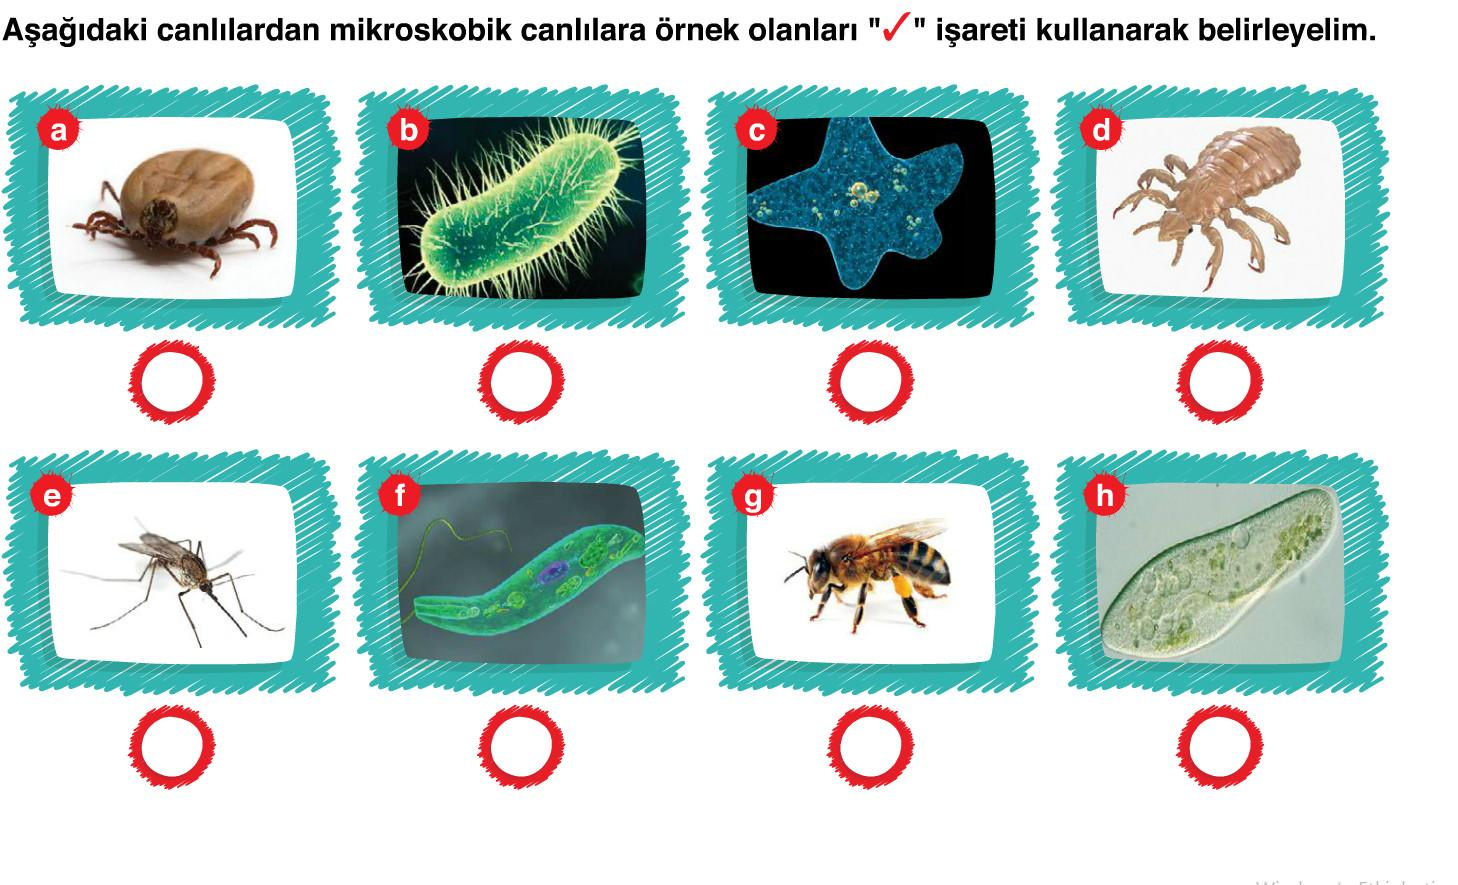 Aşağıdaki canlılardan mikroskobik canlılara örnek olanları "✓" işareti kullanarak belirleyelim.
a
b
c
d
e
f
g
h